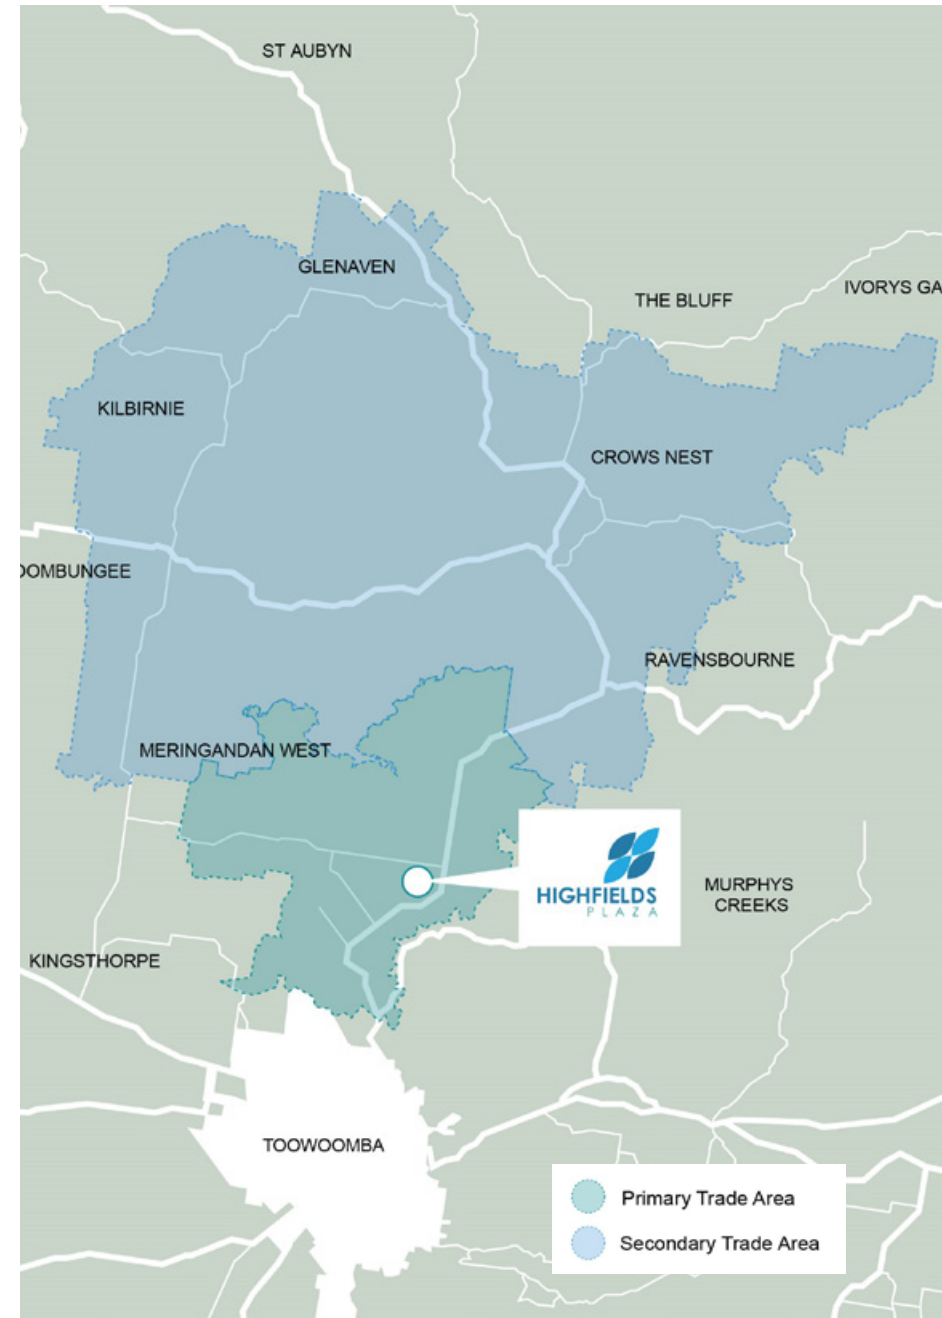 ST AUBYN
GLENAVEN
IVORYS GA
THE BLUFF
KILBIRNIE
CROWS NEST
OOMBUNGEE
RAVENSBOURNE
MERINGANDAN WEST
HIGHFIELDS
PLAZA
MURPHYS
CREEKS
KINGSTHORPE
TOOWOOMBA
Primary Trade Area
Secondary Trade Area